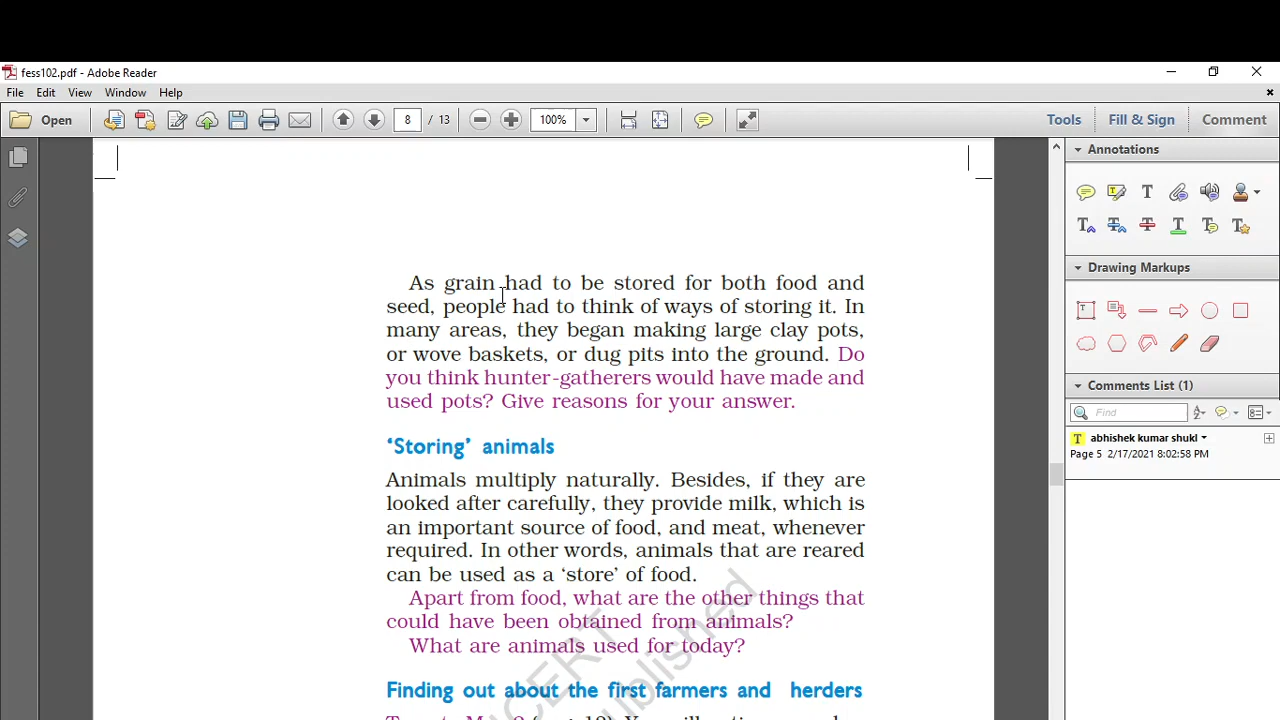 fess102.pdf - Adobe Reader
File Edit View Window Help
Open 8 / 13 100% Tools Fill & Sign Comment
Annotations
Drawing Markups
Comments List (1)
Find
abhishek kumar shukl
Page 5 2/17/2021 8:02:58 PM
As grain had to be stored for both food and
seed, people had to think of ways of storing it. In
many areas, they began making large clay pots,
or wove baskets, or dug pits into the ground. Do
you think hunter-gatherers would have made and
used pots? Give reasons for your answer.
‘Storing’ animals
Animals multiply naturally. Besides, if they are
looked after carefully, they provide milk, which is
an important source of food, and meat, whenever
required. In other words, animals that are reared
can be used as a ‘store’ of food.
Apart from food, what are the other things that
could have been obtained from animals?
What are animals used for today?
Finding out about the first farmers and herders